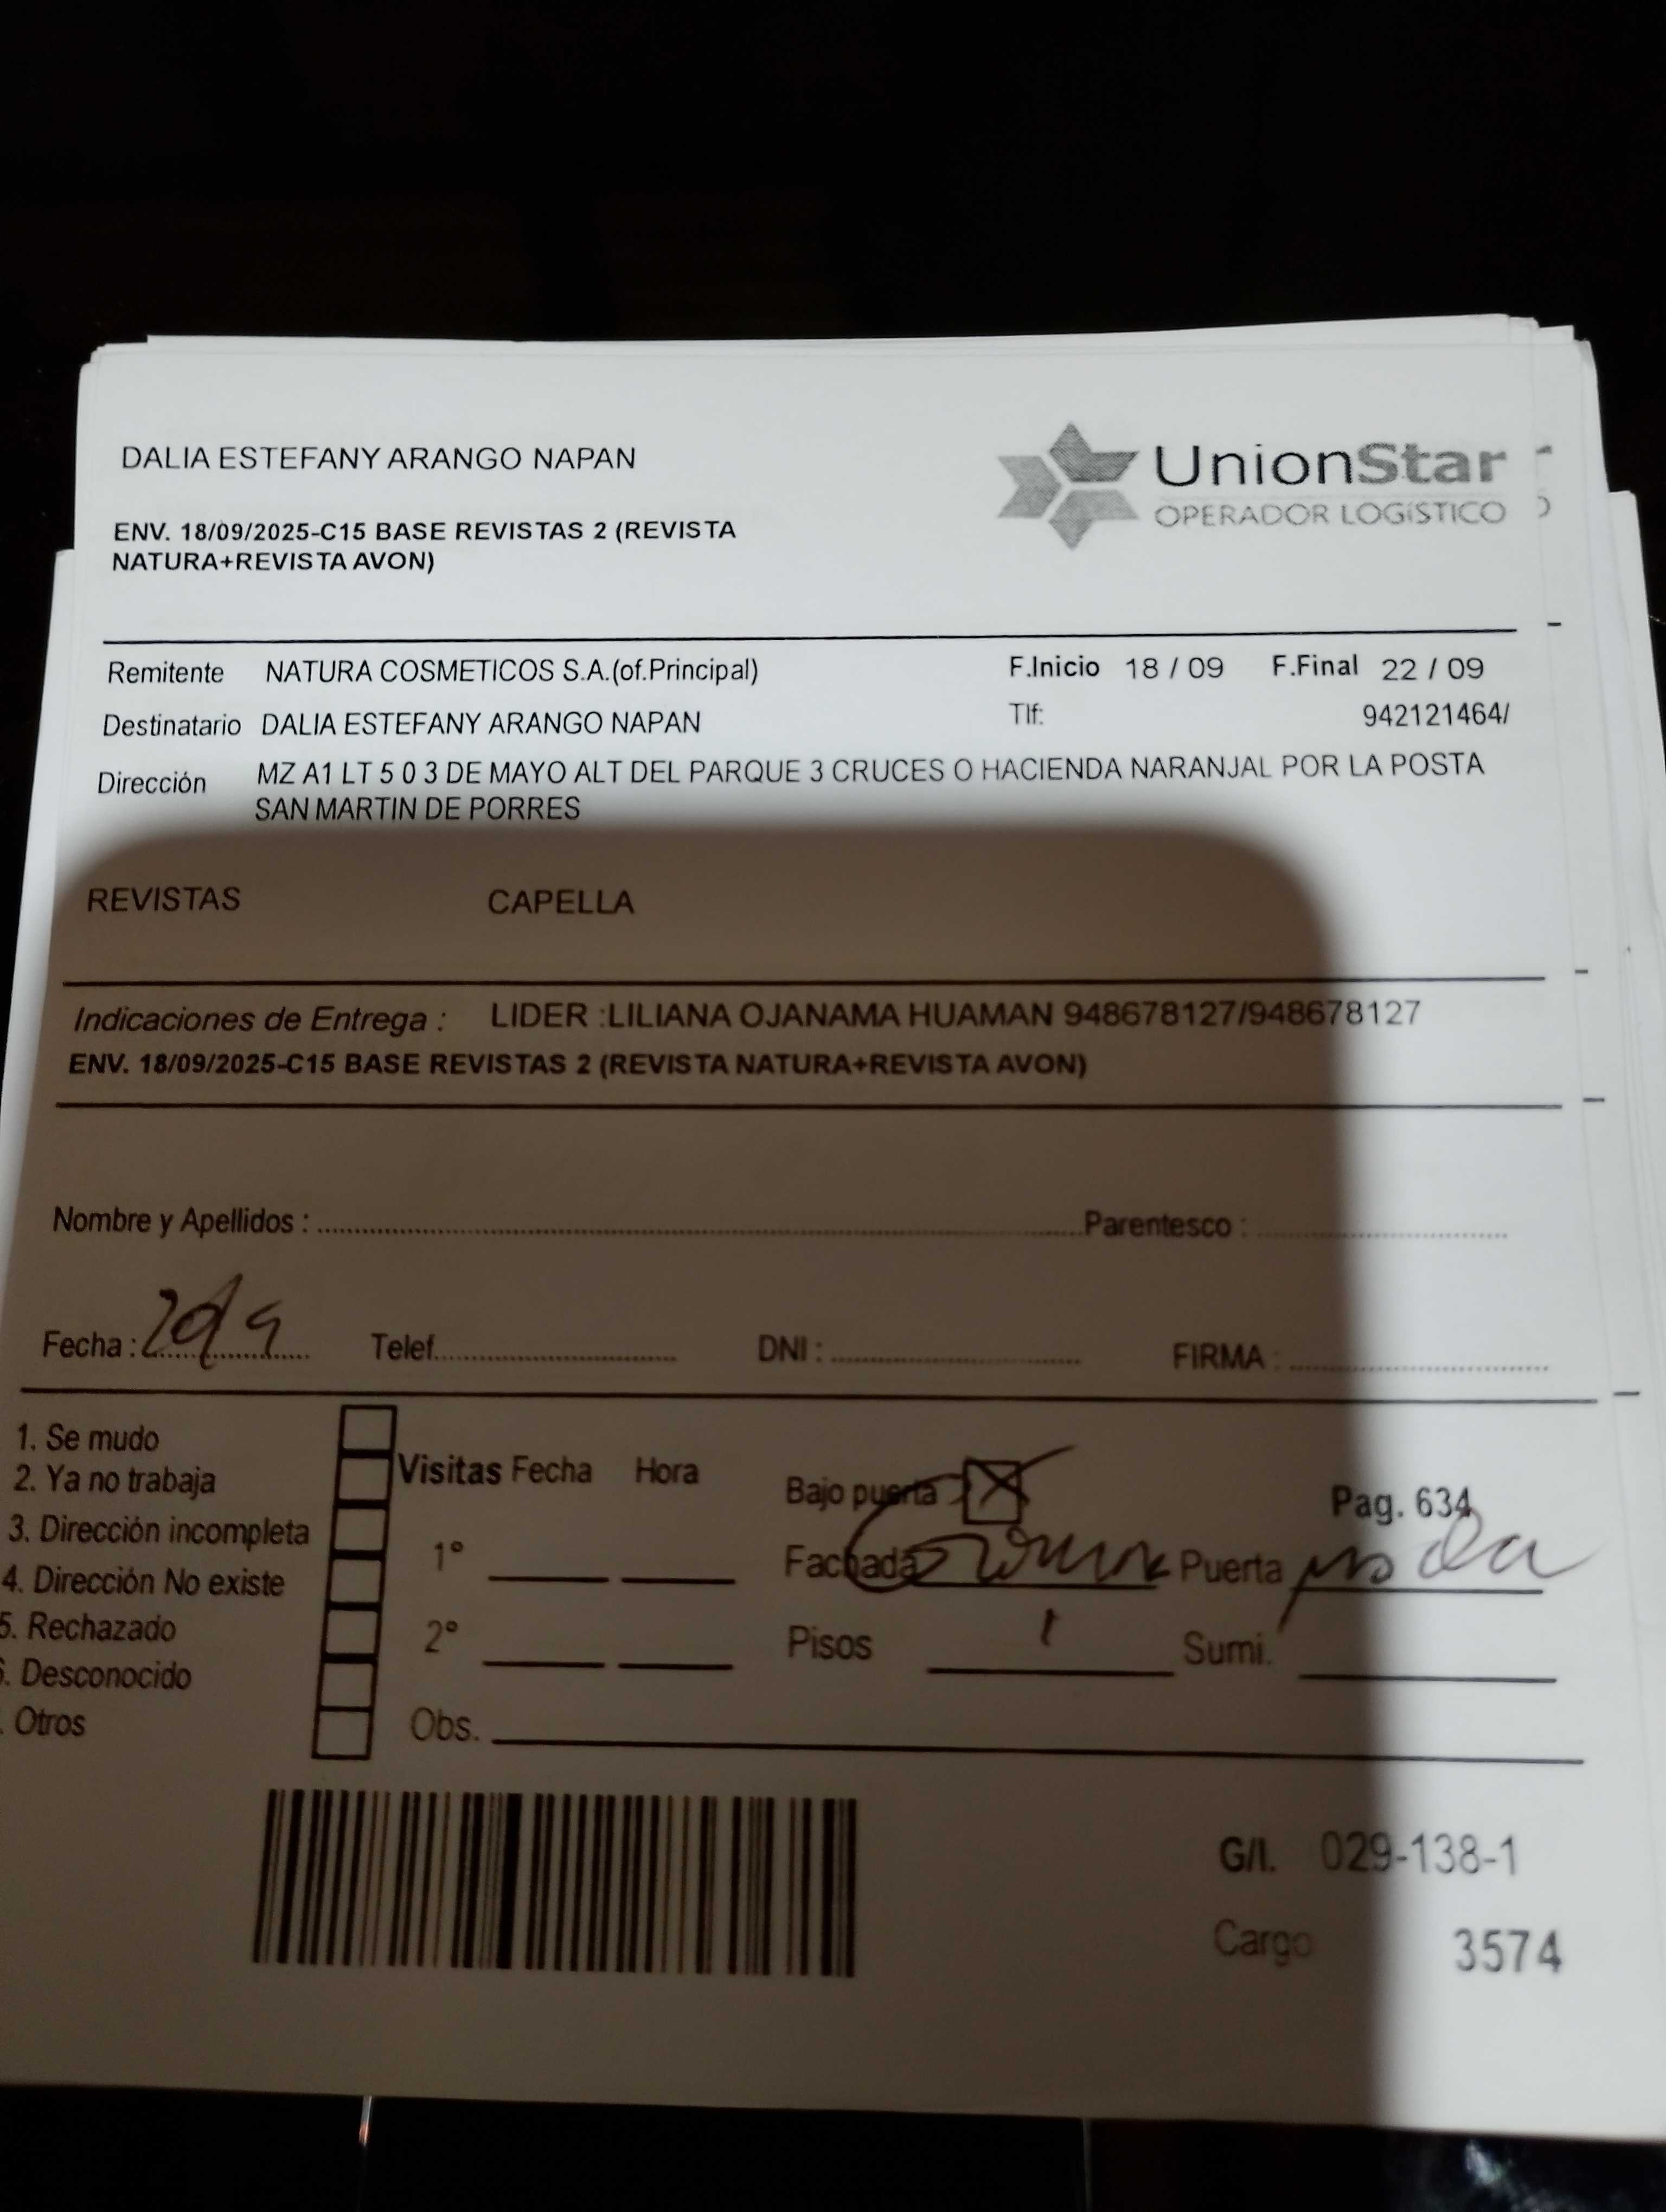 DALIA ESTEFANY ARANGO NAPAN
UnionStar
OPERADOR LOGÍSTICO
ENV. 18/09/2025-C15 BASE REVISTAS 2 (REVISTA
NATURA+REVISTA AVON)
Remitente NATURA COSMETICOS S.A.(of.Principal) F.Inicio 18 / 09 F.Final 22 / 09
Destinatario DALIA ESTEFANY ARANGO NAPAN Tlf: 942121464/
Dirección MZ A1 LT 5 0 3 DE MAYO ALT DEL PARQUE 3 CRUCES O HACIENDA NARANJAL POR LA POSTA
SAN MARTIN DE PORRES
REVISTAS CAPELLA
Indicaciones de Entrega : LIDER :LILIANA OJANAMA HUAMAN 948678127/948678127
ENV. 18/09/2025-C15 BASE REVISTAS 2 (REVISTA NATURA+REVISTA AVON)
Nombre y Apellidos : Parentesco :
Fecha : Telef. DNI : FIRMA :
1. Se mudo
2. Ya no trabaja
3. Dirección incompleta
4. Dirección No existe
5. Rechazado
. Desconocido
. Otros
Visitas Fecha Hora
1°
2°
Obs.
Bajo puerta X Pag. 634
Fachada Puerta
Pisos 1 Sumi.
G/I. 029-138-1
Cargo 3574